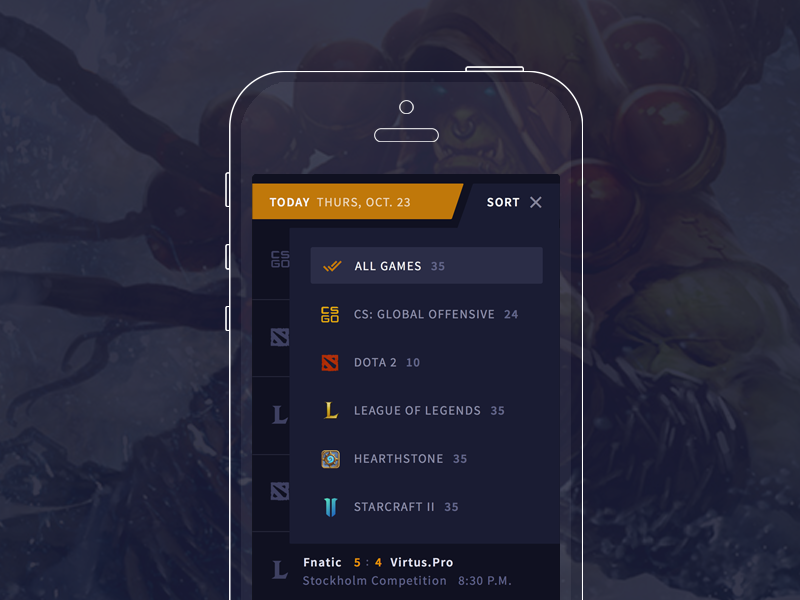 TODAY THURS, OCT. 23 SORT
CS
GO
ALL GAMES 35
CS
GO
CS: GLOBAL OFFENSIVE 24
DOTA 2 10
L
L
LEAGUE OF LEGENDS 35
HEARTHSTONE 35
II
STARCRAFT II 35
L
Fnatic 5 : 4 Virtus.Pro
Stockholm Competition 8:30 P.M.